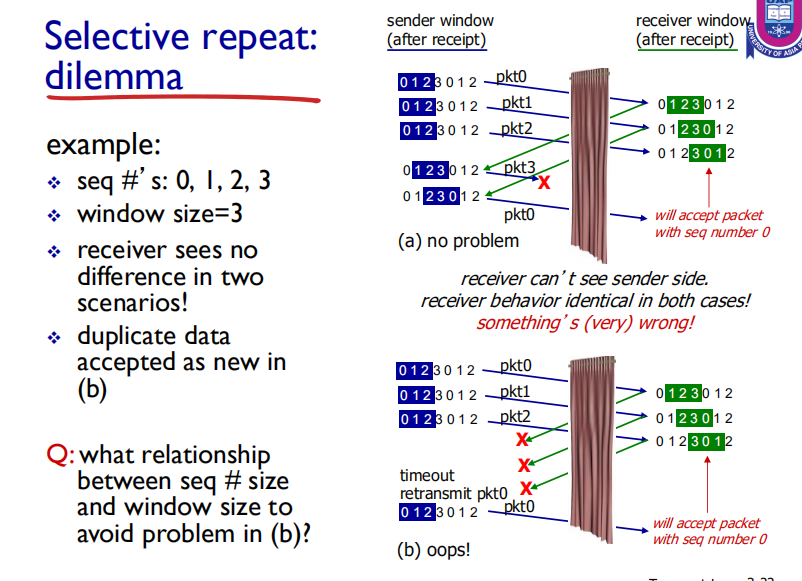 Selective repeat:
dilemma
example:
❖ seq #'s: 0, 1, 2, 3
❖ window size=3
❖ receiver sees no
difference in two
scenarios!
❖ duplicate data
accepted as new in
(b)
Q: what relationship
between seq # size
and window size to
avoid problem in (b)?
sender window
(after receipt)
receiver window
(after receipt)
UNIVERSITY OF ASIA
0 1 2 3 0 1 2
pkt0
0 1 2 3 0 1 2
pkt1
0 1 2 3 0 1 2
pkt2
0 1 2 3 0 1 2
0 1 2 3 0 1 2
0 1 2 3 0 1 2
0 1 2 3 0 1 2
pkt3
X
0 1 2 3 0 1 2
pkt0
will accept packet
with seq number 0
(a) no problem
receiver can't see sender side.
receiver behavior identical in both cases!
something's (very) wrong!
0 1 2 3 0 1 2
pkt0
0 1 2 3 0 1 2
pkt1
0 1 2 3 0 1 2
pkt2
0 1 2 3 0 1 2
0 1 2 3 0 1 2
0 1 2 3 0 1 2
X
X
X
timeout
retransmit pkt0
0 1 2 3 0 1 2
pkt0
will accept packet
with seq number 0
(b) oops!